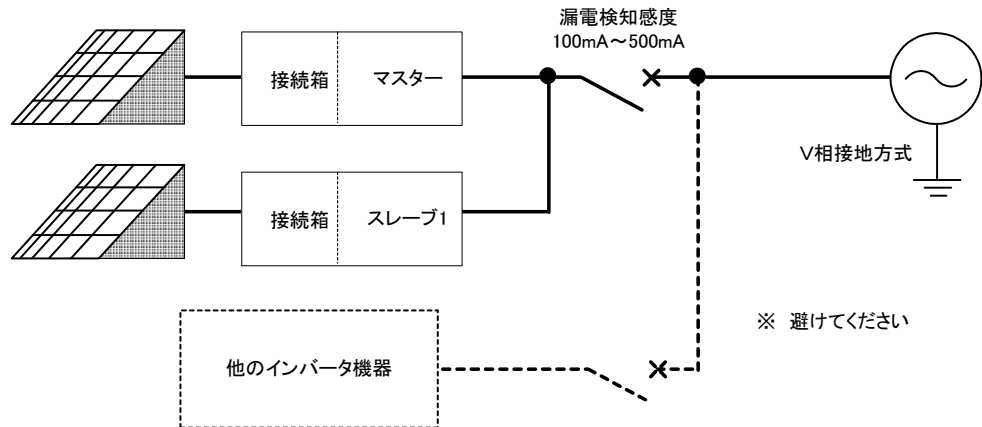 漏電検知感度
100mA～500mA
接続箱
マスター
V相接地方式
接続箱
スレーブ1
※ 避けてください
他のインバータ機器